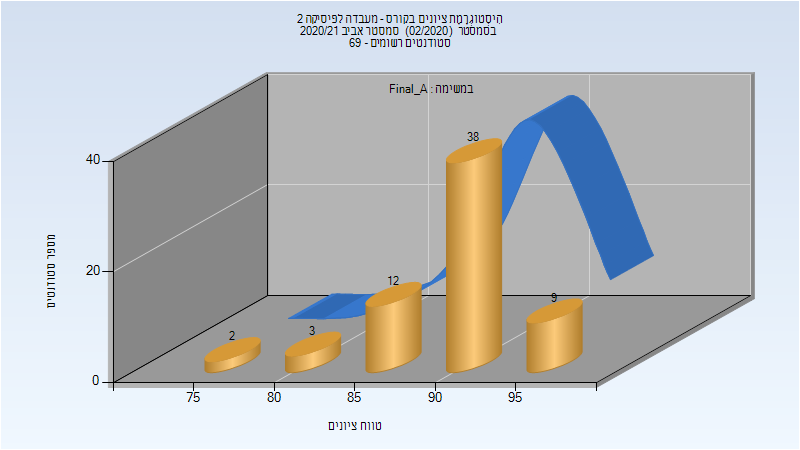 היסטוגרמת ציונים בקורס - מעבדה לפיסיקה 2
בסמסטר (02/2020) סמסטר אביב 2020/21
סטודנטים רשומים - 69
במשימה : Final_A
מספר סטודנטים
40
20
0
2
3
12
38
9
75
80
85
90
95
טווח ציונים